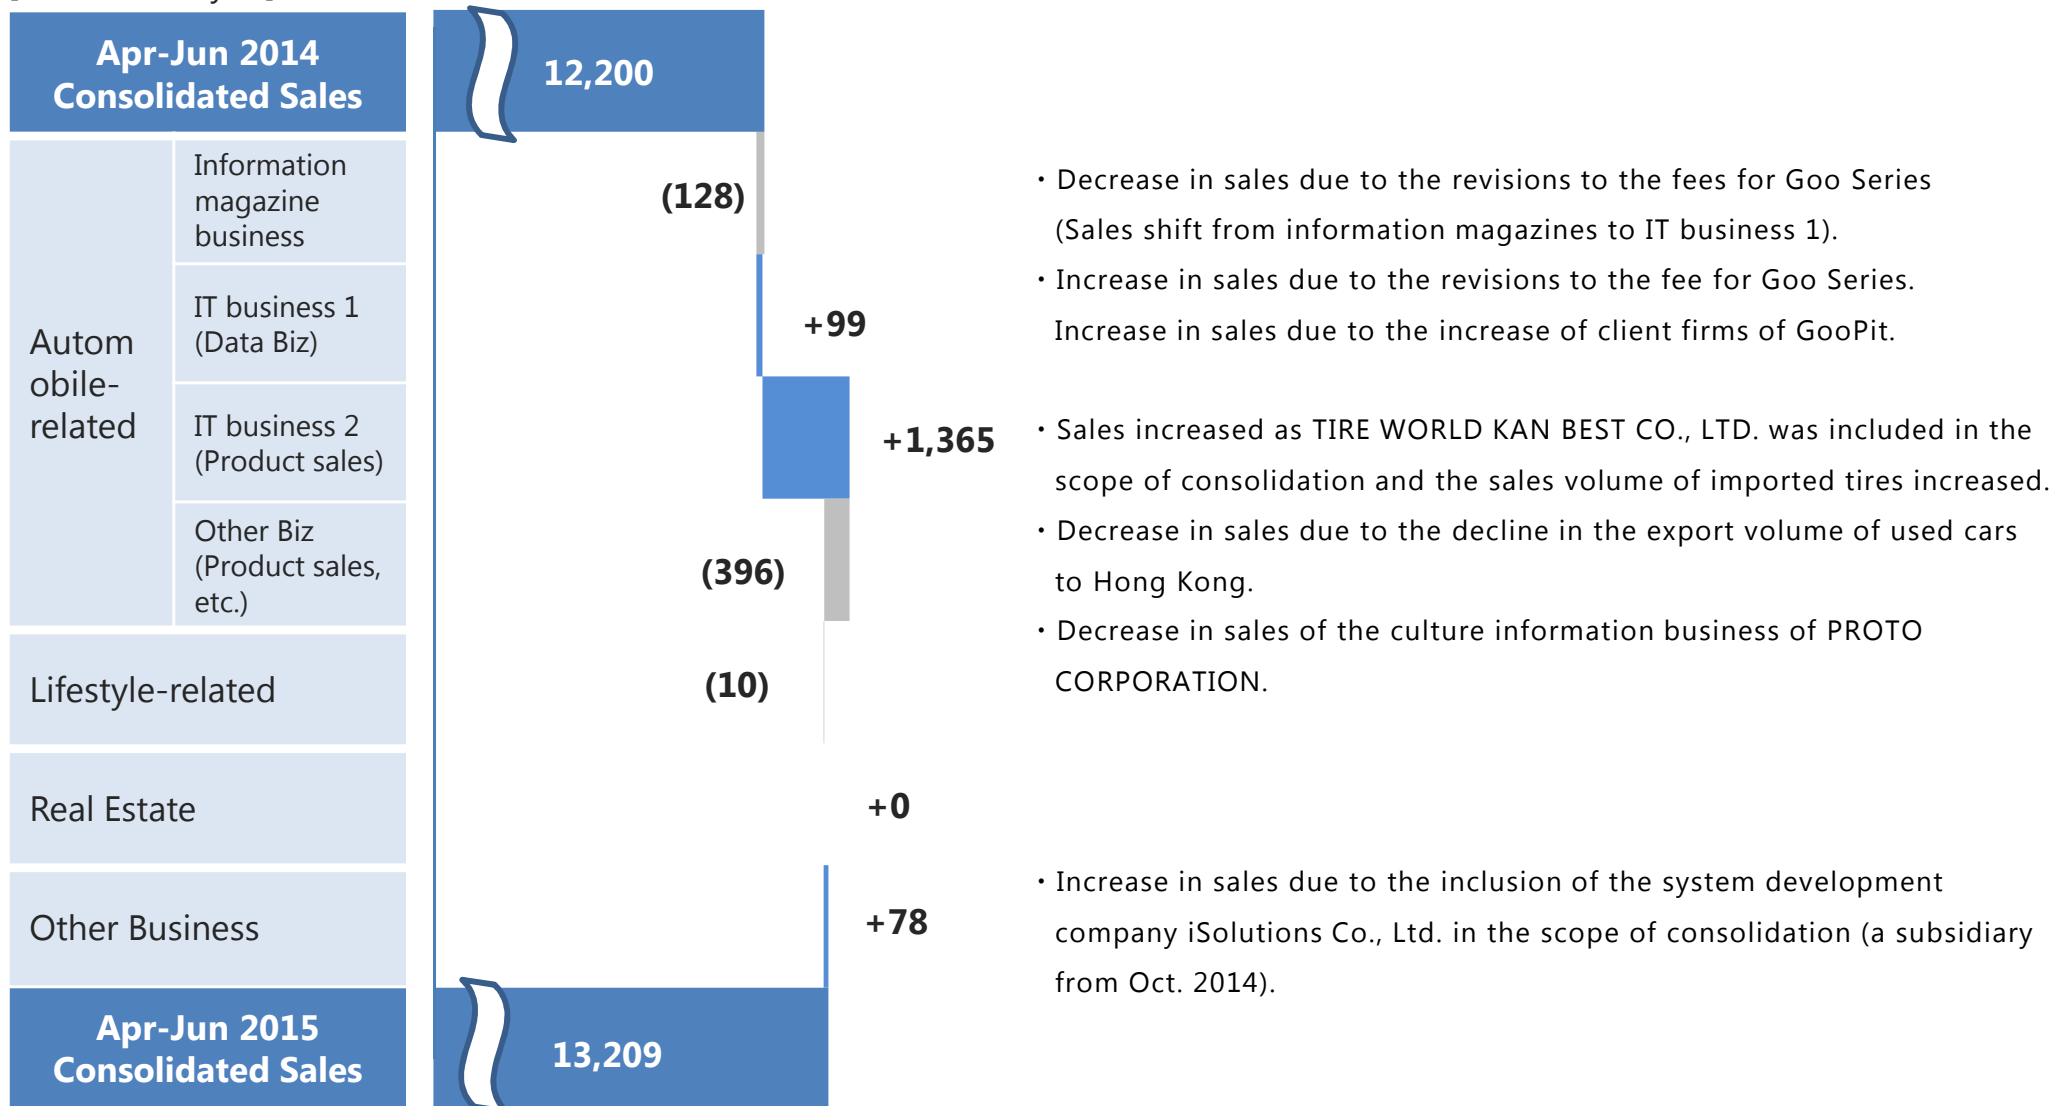 Apr-Jun 2014
Consolidated Sales
12,200
Autom
obile-
related
Information
magazine
business
(128)
・Decrease in sales due to the revisions to the fees for Goo Series
(Sales shift from information magazines to IT business 1).
IT business 1
(Data Biz)
+99
・Increase in sales due to the revisions to the fee for Goo Series.
Increase in sales due to the increase of client firms of GooPit.
IT business 2
(Product sales)
+1,365
・Sales increased as TIRE WORLD KAN BEST CO., LTD. was included in the
scope of consolidation and the sales volume of imported tires increased.
Other Biz
(Product sales,
etc.)
(396)
・Decrease in sales due to the decline in the export volume of used cars
to Hong Kong.
Lifestyle-related
(10)
・Decrease in sales of the culture information business of PROTO
CORPORATION.
Real Estate
+0
Other Business
+78
・Increase in sales due to the inclusion of the system development
company iSolutions Co., Ltd. in the scope of consolidation (a subsidiary
from Oct. 2014).
Apr-Jun 2015
Consolidated Sales
13,209